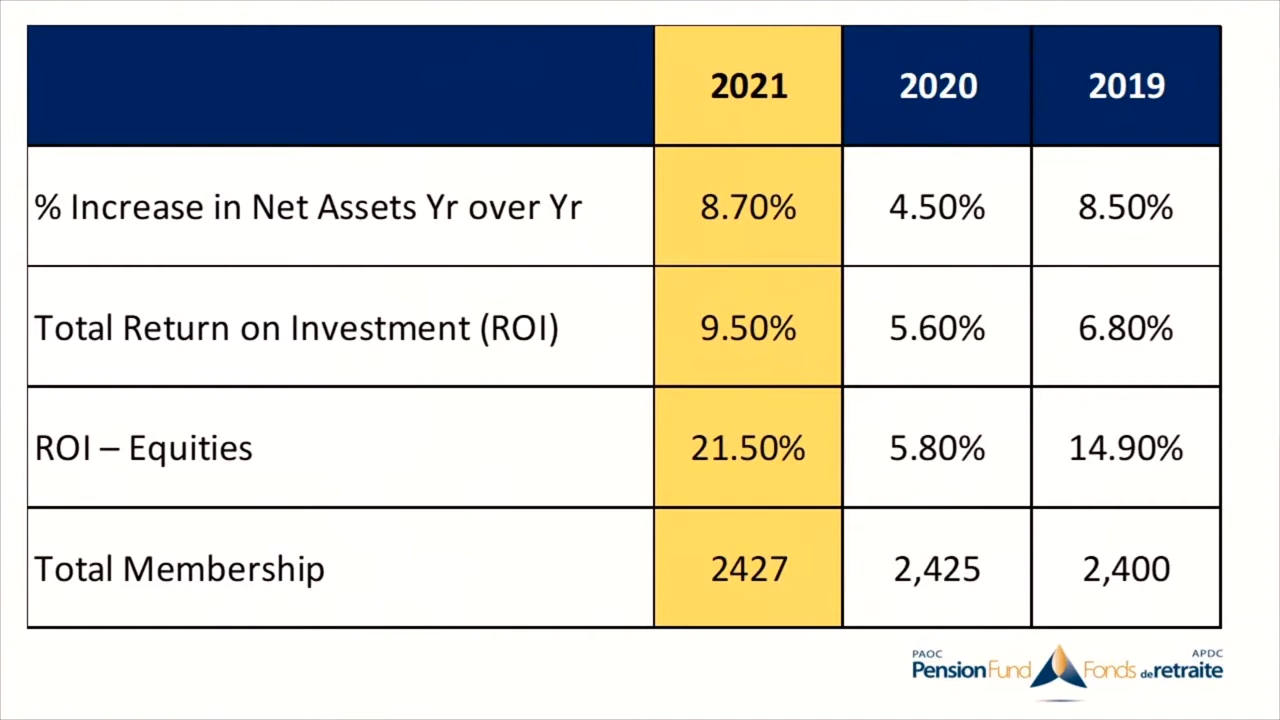 2021 2020 2019
% Increase in Net Assets Yr over Yr 8.70% 4.50% 8.50%
Total Return on Investment (ROI) 9.50% 5.60% 6.80%
ROI – Equities 21.50% 5.80% 14.90%
Total Membership 2427 2,425 2,400
PAOC APDC
PensionFund Fonds de retraite